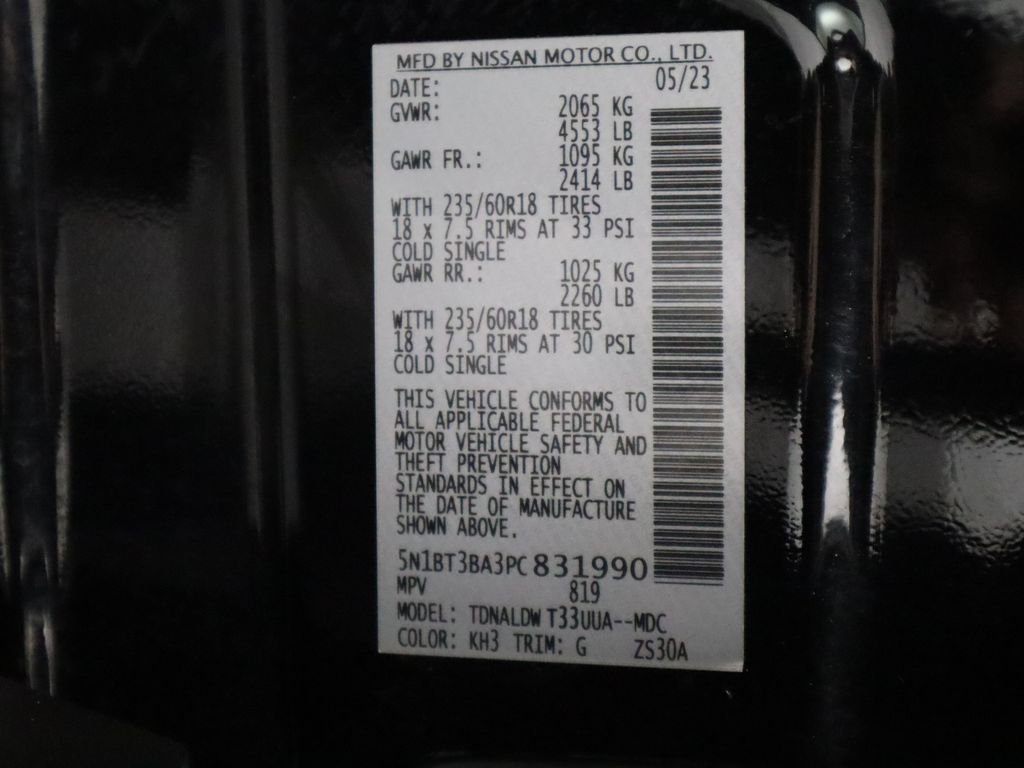 MFD BY NISSAN MOTOR CO., LTD.
DATE: 05/23
GVWR: 2065 KG
4553 LB
GAWR FR.: 1095 KG
2414 LB
WITH 235/60R18 TIRES
18 x 7.5 RIMS AT 33 PSI
COLD SINGLE
GAWR RR.: 1025 KG
2260 LB
WITH 235/60R18 TIRES
18 x 7.5 RIMS AT 30 PSI
COLD SINGLE
THIS VEHICLE CONFORMS TO
ALL APPLICABLE FEDERAL
MOTOR VEHICLE SAFETY AND
THEFT PREVENTION
STANDARDS IN EFFECT ON
THE DATE OF MANUFACTURE
SHOWN ABOVE.
5N1BT3BA3PC831990
MPV 819
MODEL: TDNALDW T33UUA--MDC
COLOR: KH3 TRIM: G ZS30A